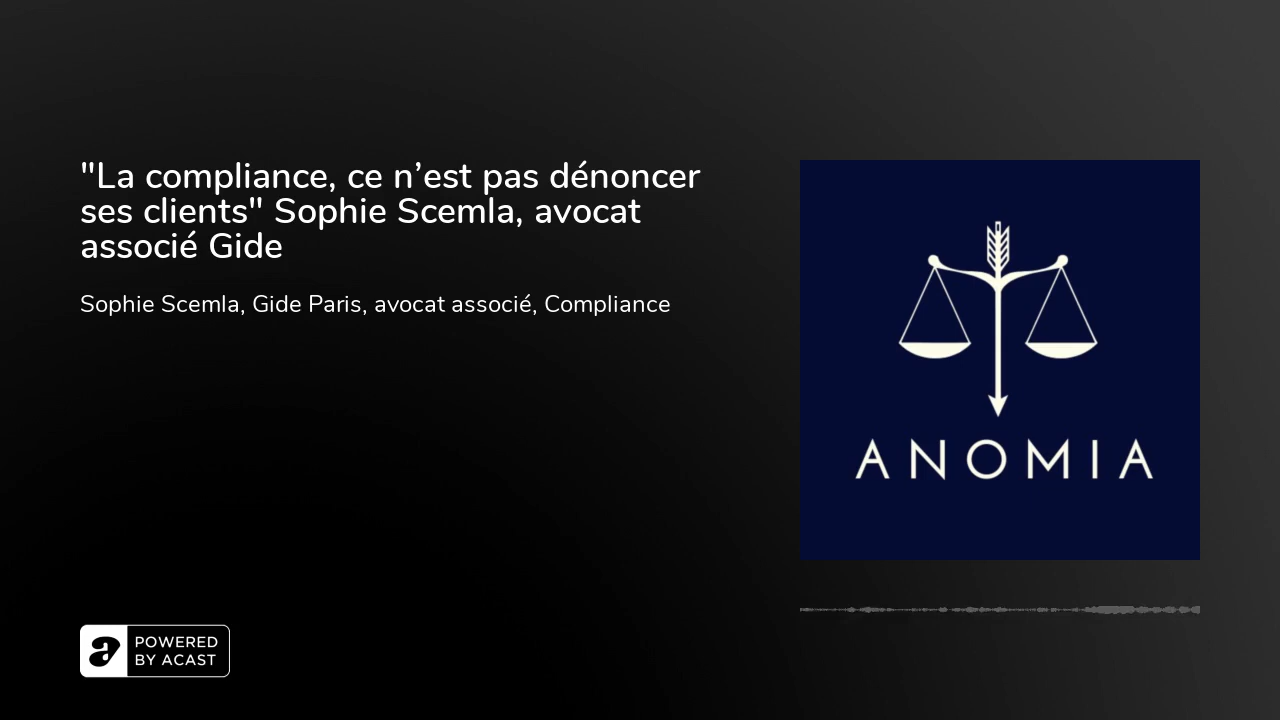 "La compliance, ce n’est pas dénoncer
ses clients" Sophie Scemla, avocat
associé Gide
Sophie Scemla, Gide Paris, avocat associé, Compliance
ANOMIA
POWERED
BY ACAST